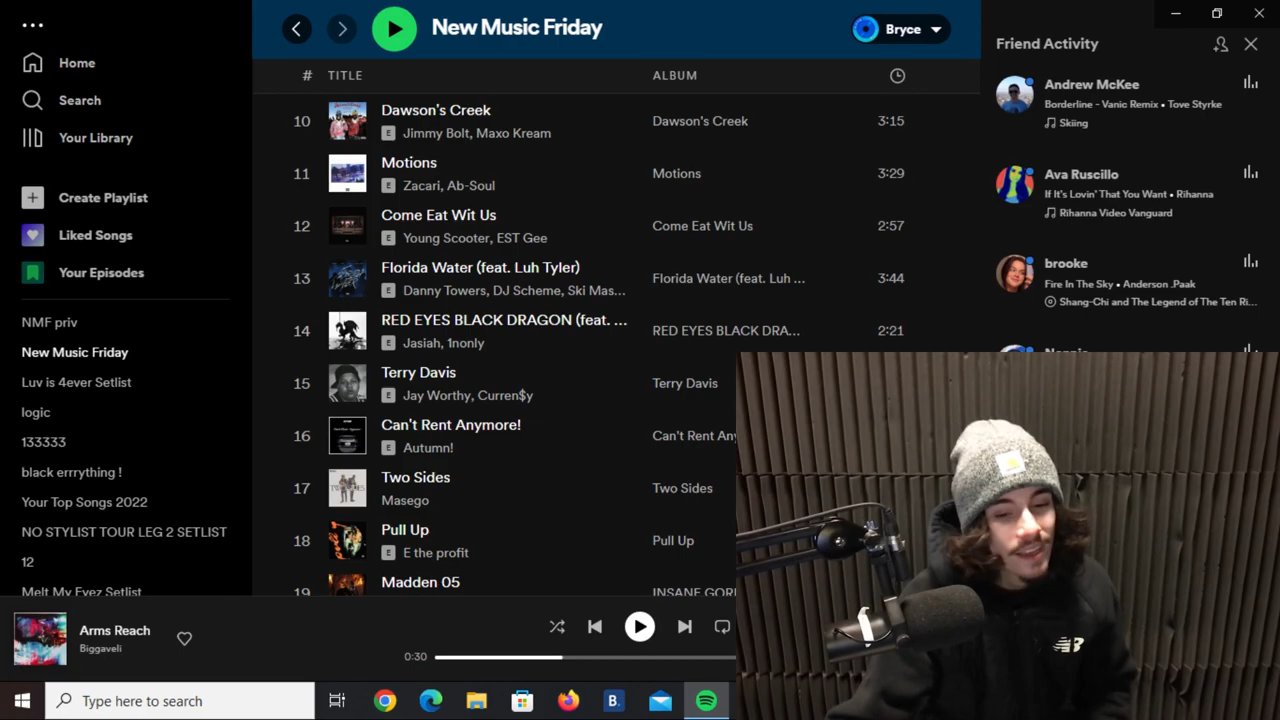 New Music Friday
Bryce
Friend Activity
Home
Search
Your Library
Create Playlist
Liked Songs
Your Episodes
NMF priv
New Music Friday
Luv is 4ever Setlist
logic
133333
black errrything !
Your Top Songs 2022
NO STYLIST TOUR LEG 2 SETLIST
12
Melt My Eyez Setlist
# TITLE ALBUM
10 Dawson's Creek Dawson's Creek 3:15
E Jimmy Bolt, Maxo Kream
11 Motions Motions 3:29
E Zacari, Ab-Soul
12 Come Eat Wit Us Come Eat Wit Us 2:57
E Young Scooter, EST Gee
13 Florida Water (feat. Luh Tyler) Florida Water (feat. Luh ... 3:44
E Danny Towers, DJ Scheme, Ski Mas...
14 RED EYES BLACK DRAGON (feat. ... RED EYES BLACK DRA... 2:21
E Jasiah, 1nonly
15 Terry Davis Terry Davis
E Jay Worthy, Curren$y
16 Can't Rent Anymore! Can't Rent Any
E Autumn!
17 Two Sides Two Sides
Masego
18 Pull Up Pull Up
E E the profit
19 Madden 05 INSANE GOR
Andrew McKee
Borderline - Vanic Remix • Tove Styrke
Skiing
Ava Ruscillo
If It's Lovin' That You Want • Rihanna
Rihanna Video Vanguard
brooke
Fire In The Sky • Anderson .Paak
Shang-Chi and The Legend of The Ten Ri...
Arms Reach
Biggaveli
0:30
Type here to search
B.